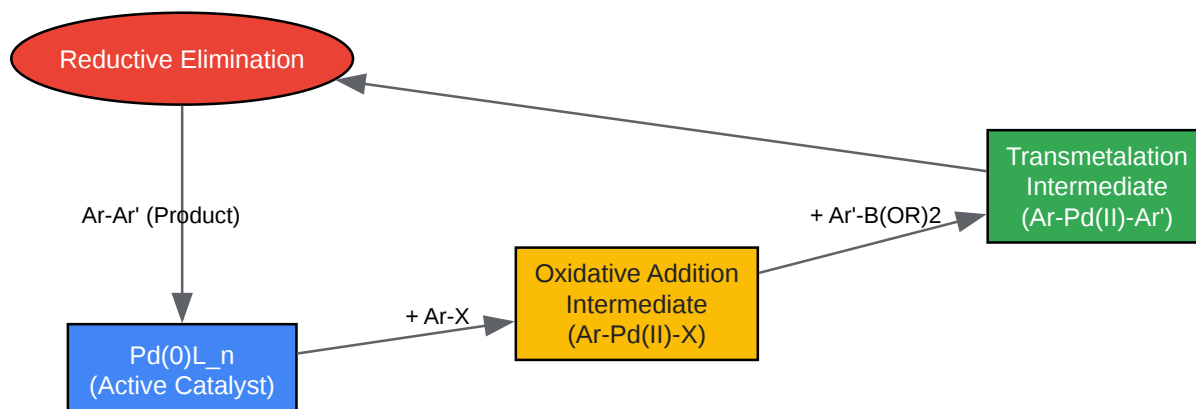 Reductive Elimination
Ar-Ar' (Product)
Pd(0)L_n
(Active Catalyst)
+ Ar-X
Oxidative Addition
Intermediate
(Ar-Pd(II)-X)
+ Ar'-B(OR)2
Transmetalation
Intermediate
(Ar-Pd(II)-Ar')